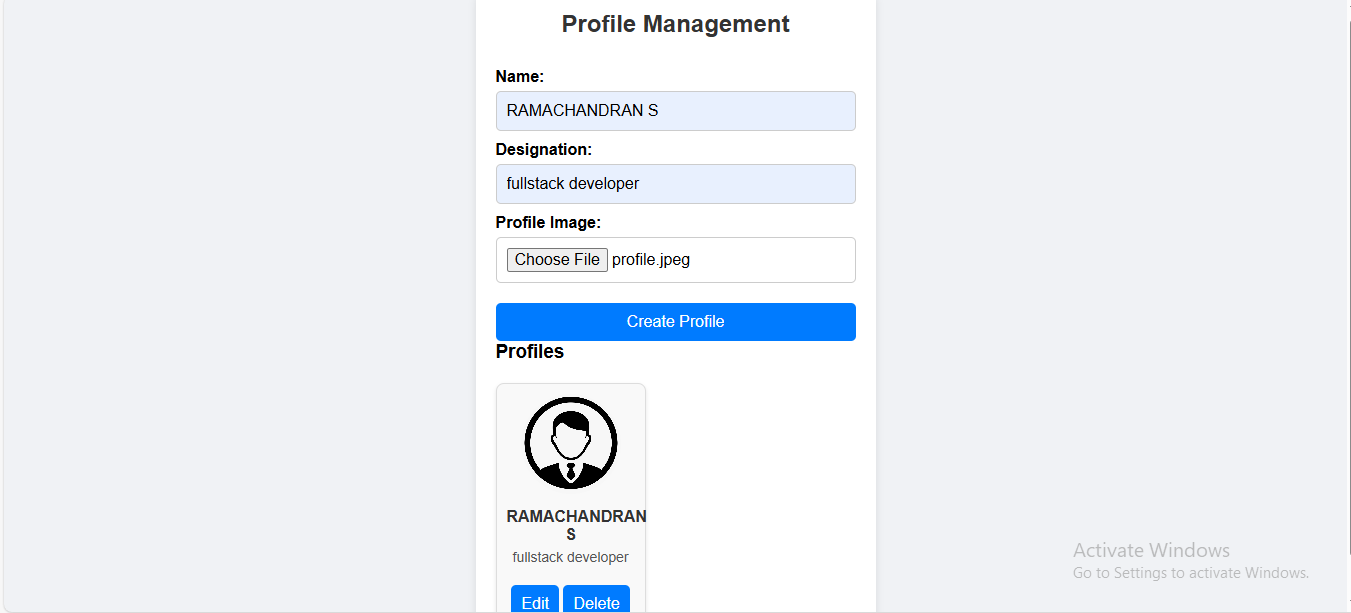 Profile Management
Name:
RAMACHANDRAN S
Designation:
fullstack developer
Profile Image:
Choose File profile.jpeg
Create Profile
Profiles
RAMACHANDRAN
S
fullstack developer
Edit Delete
Activate Windows
Go to Settings to activate Windows.